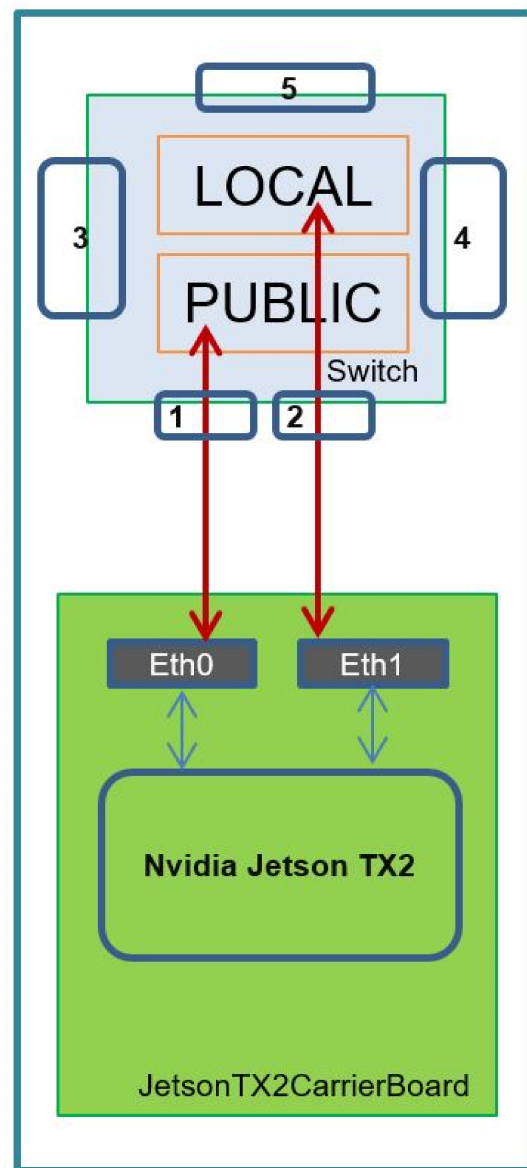 5
LOCAL
3
4
PUBLIC
Switch
1
2
Eth0
Eth1
Nvidia Jetson TX2
JetsonTX2CarrierBoard